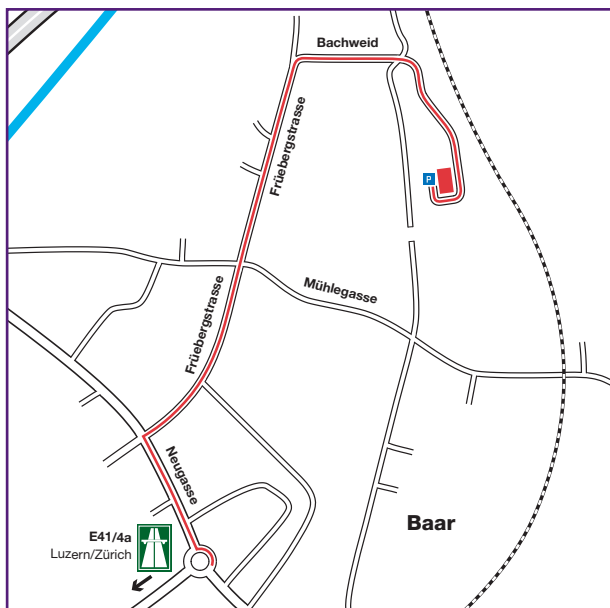 Bachweid
Früebergstrasse
P
Mühlegasse
Früebergstrasse
Neugasse
Baar
E41/4a
Luzern/Zürich